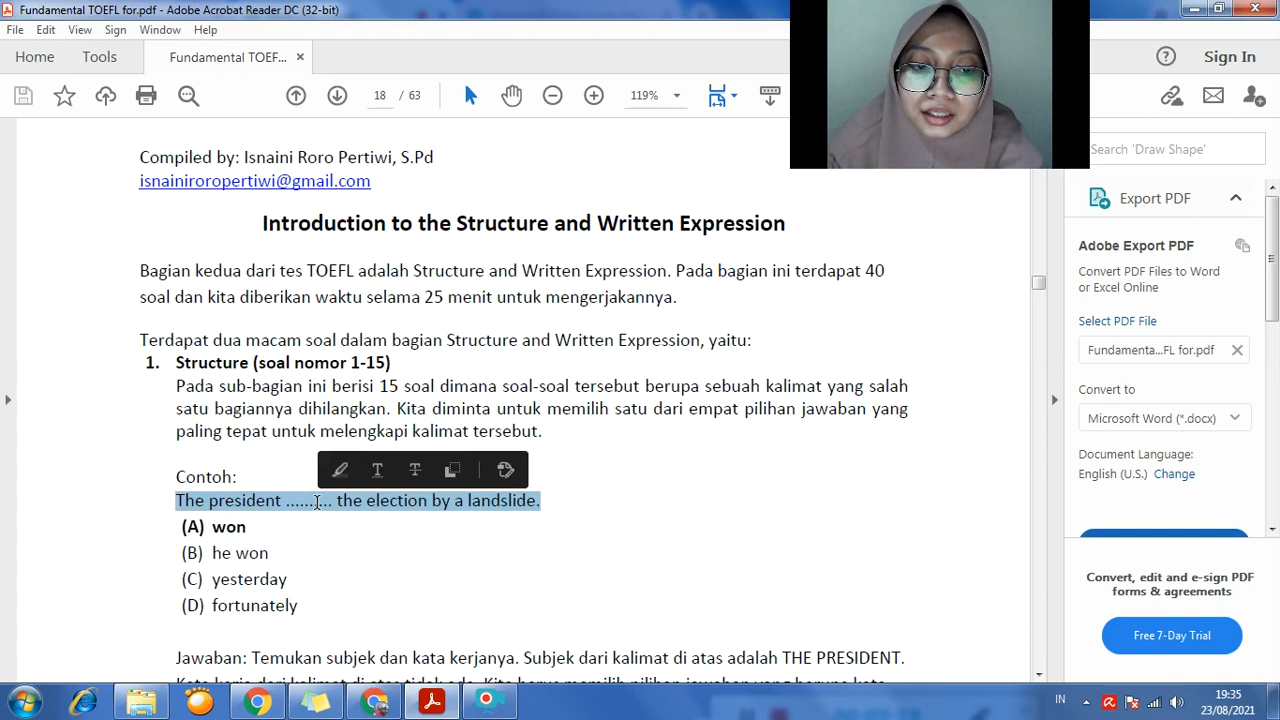 Fundamental TOEFL for.pdf - Adobe Acrobat Reader DC (32-bit)
File Edit View Sign Window Help
Home Tools Fundamental TOEF... × Sign In
18 / 63 119%
Compiled by: Isnaini Roro Pertiwi, S.Pd
isnainiroropertiwi@gmail.com
Introduction to the Structure and Written Expression
Bagian kedua dari tes TOEFL adalah Structure and Written Expression. Pada bagian ini terdapat 40
soal dan kita diberikan waktu selama 25 menit untuk mengerjakannya.
Terdapat dua macam soal dalam bagian Structure and Written Expression, yaitu:
1. Structure (soal nomor 1-15)
Pada sub-bagian ini berisi 15 soal dimana soal-soal tersebut berupa sebuah kalimat yang salah
satu bagiannya dihilangkan. Kita diminta untuk memilih satu dari empat pilihan jawaban yang
paling tepat untuk melengkapi kalimat tersebut.
Contoh:
The president .......... the election by a landslide.
(A) won
(B) he won
(C) yesterday
(D) fortunately
Jawaban: Temukan subjek dan kata kerjanya. Subjek dari kalimat di atas adalah THE PRESIDENT.
Search 'Draw Shape'
Export PDF
Adobe Export PDF
Convert PDF Files to Word
or Excel Online
Select PDF File
Fundamenta...FL for.pdf
Convert to
Microsoft Word (*.docx)
Document Language:
English (U.S.) Change
Convert, edit and e-sign PDF
forms & agreements
Free 7-Day Trial
IN
19:35
23/08/2021